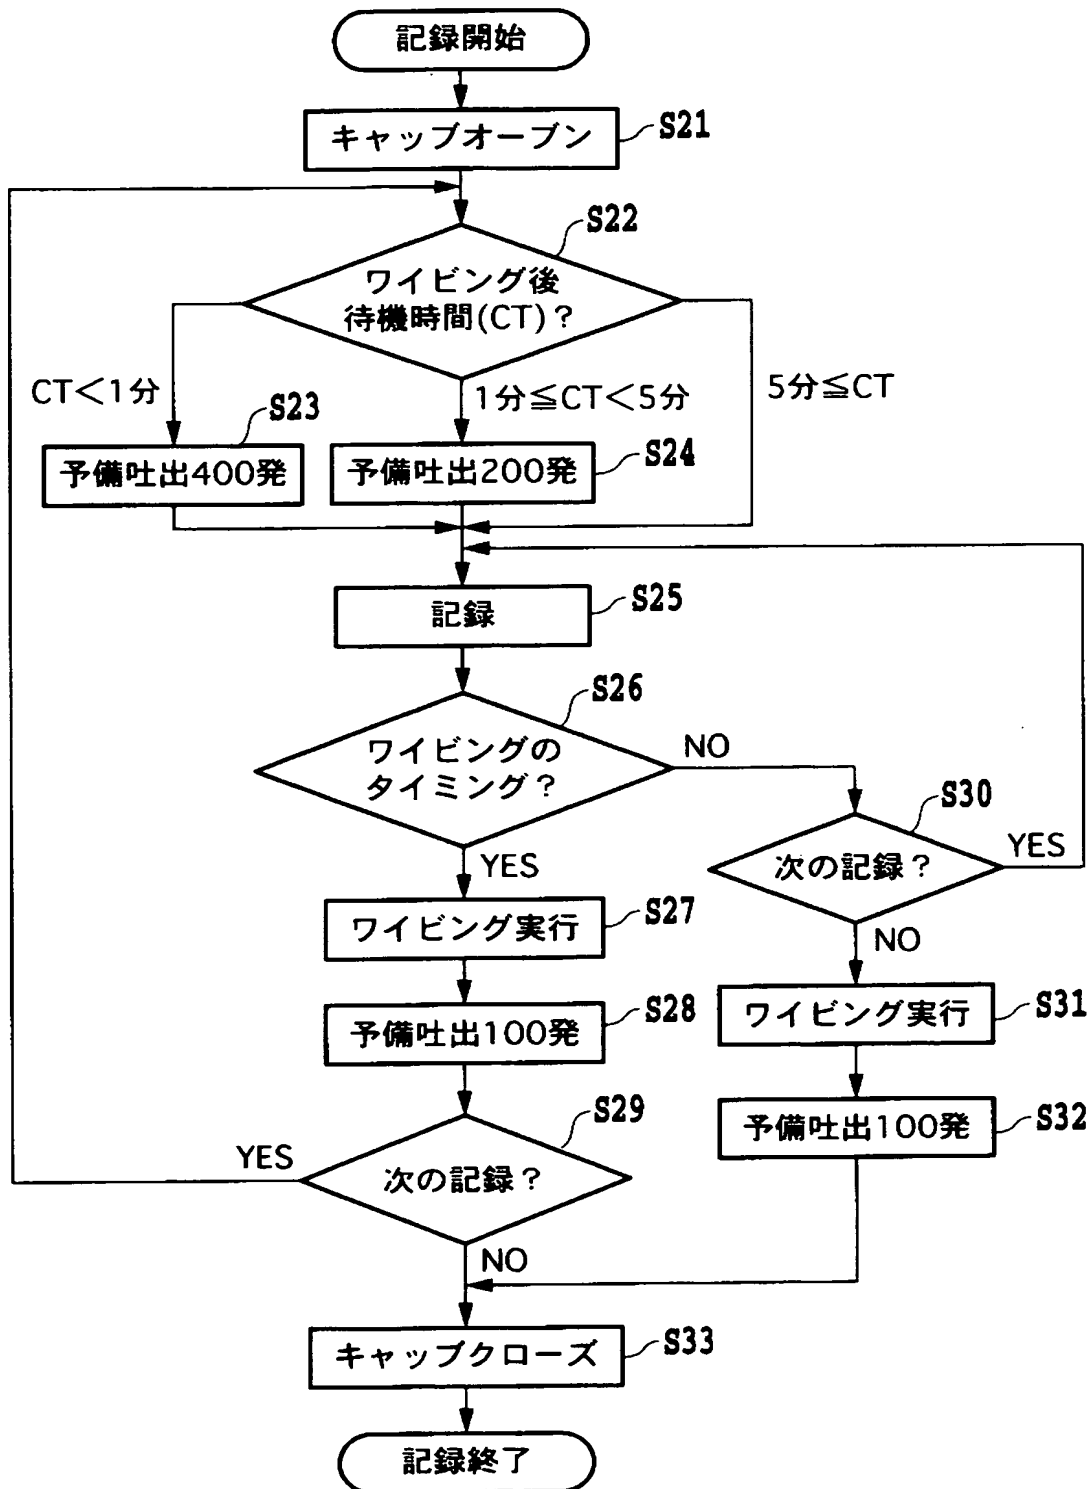 記録開始
キャップオープン
S21
S22
ワイピング後
待機時間(CT)?
CT<1分
1分≦CT<5分
5分≦CT
S23
予備吐出400発
予備吐出200発
S24
記録
S25
S26
ワイピングの
タイミング?
NO
YES
S30
次の記録?
YES
NO
ワイピング実行
S27
予備吐出100発
S28
ワイピング実行
S31
予備吐出100発
S32
S29
YES
次の記録?
NO
キャップクローズ
S33
記録終了